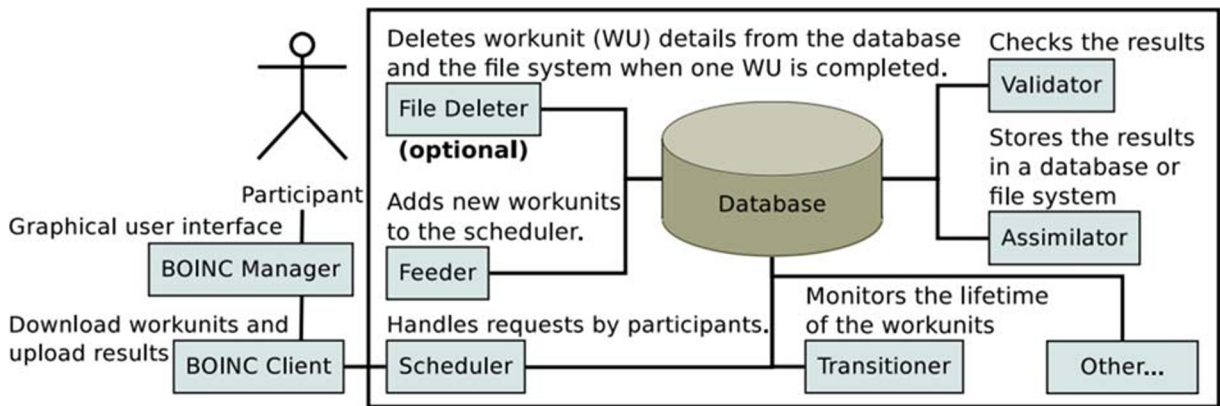 Participant
Graphical user interface
BOINC Manager
Download workunits and
upload results
BOINC Client
Deletes workunit (WU) details from the database
and the file system when one WU is completed.
File Deleter
(optional)
Adds new workunits
to the scheduler.
Feeder
Handles requests by participants.
Scheduler
Database
Checks the results
Validator
Stores the results
in a database or
file system
Assimilator
Monitors the lifetime
of the workunits
Transitioner
Other...